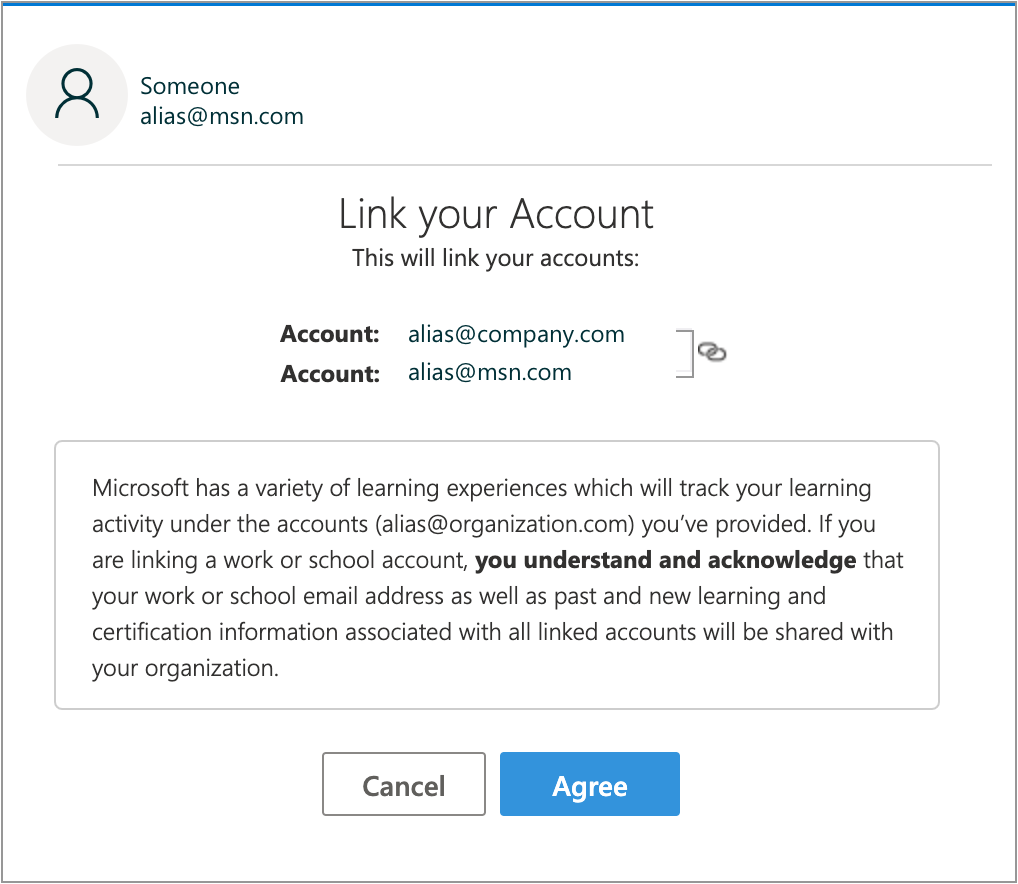 Someone
alias@msn.com
Link your Account
This will link your accounts:
Account: alias@company.com
Account: alias@msn.com
Microsoft has a variety of learning experiences which will track your learning
activity under the accounts (alias@organization.com) you’ve provided. If you
are linking a work or school account, you understand and acknowledge that
your work or school email address as well as past and new learning and
certification information associated with all linked accounts will be shared with
your organization.
Cancel Agree